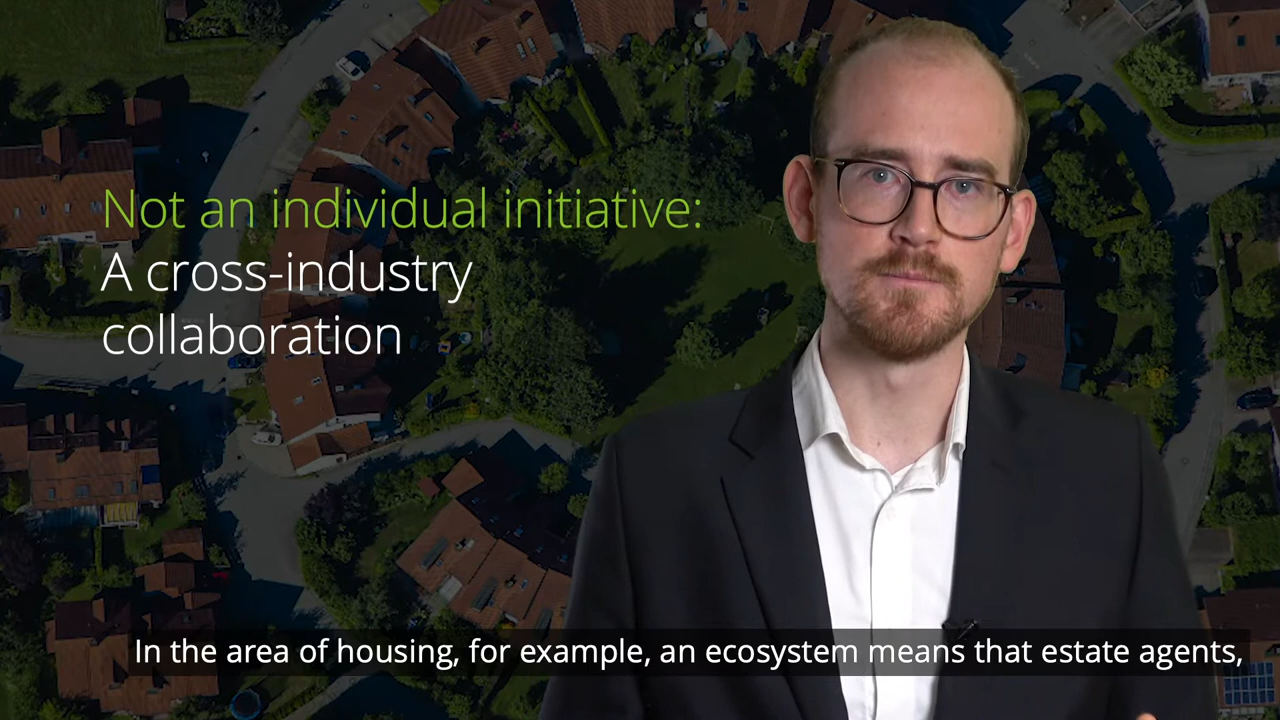 Not an individual initiative:
A cross-industry
collaboration
In the area of housing, for example, an ecosystem means that estate agents,